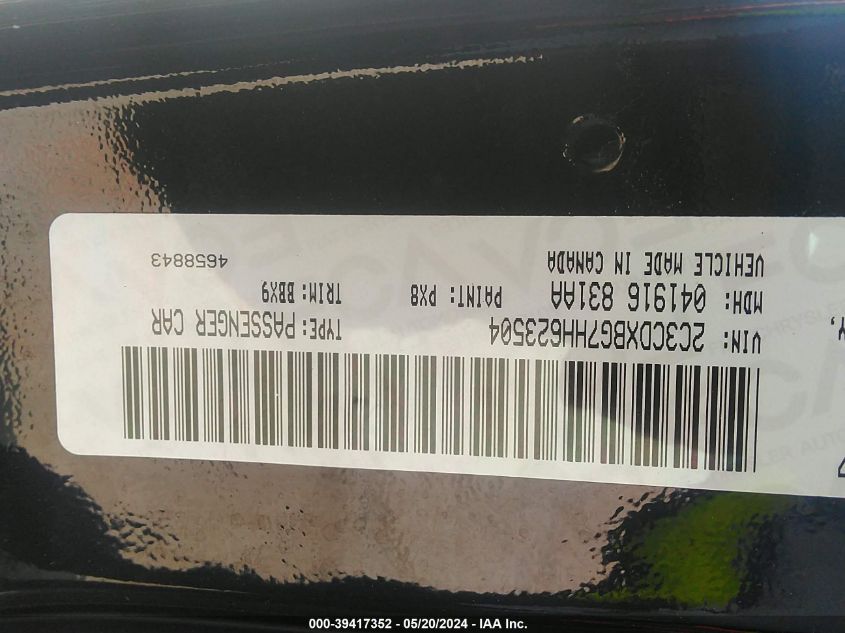 VIN: 2C3CDXBG7HH623504 TYPE: PASSENGER CAR
MDH: 041916 831AA PAINT: PX8 TRIM: BBX9
VEHICLE MADE IN CANADA 4658843
000-39417352 - 05/20/2024 - IAA Inc.